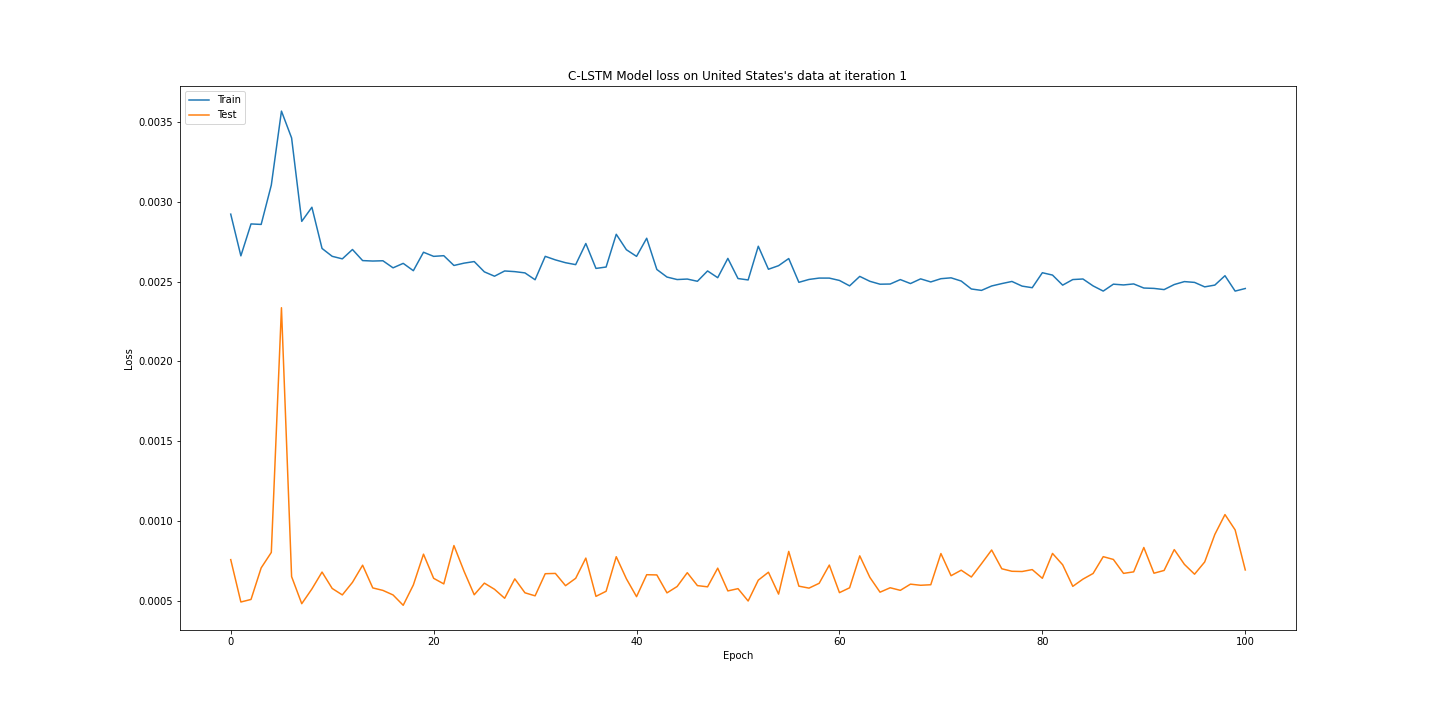 C-LSTM Model loss on United States's data at iteration 1
Train
Test
0.0035
0.0030
0.0025
0.0020
0.0015
0.0010
0.0005
Loss
0 20 40 60 80 100
Epoch